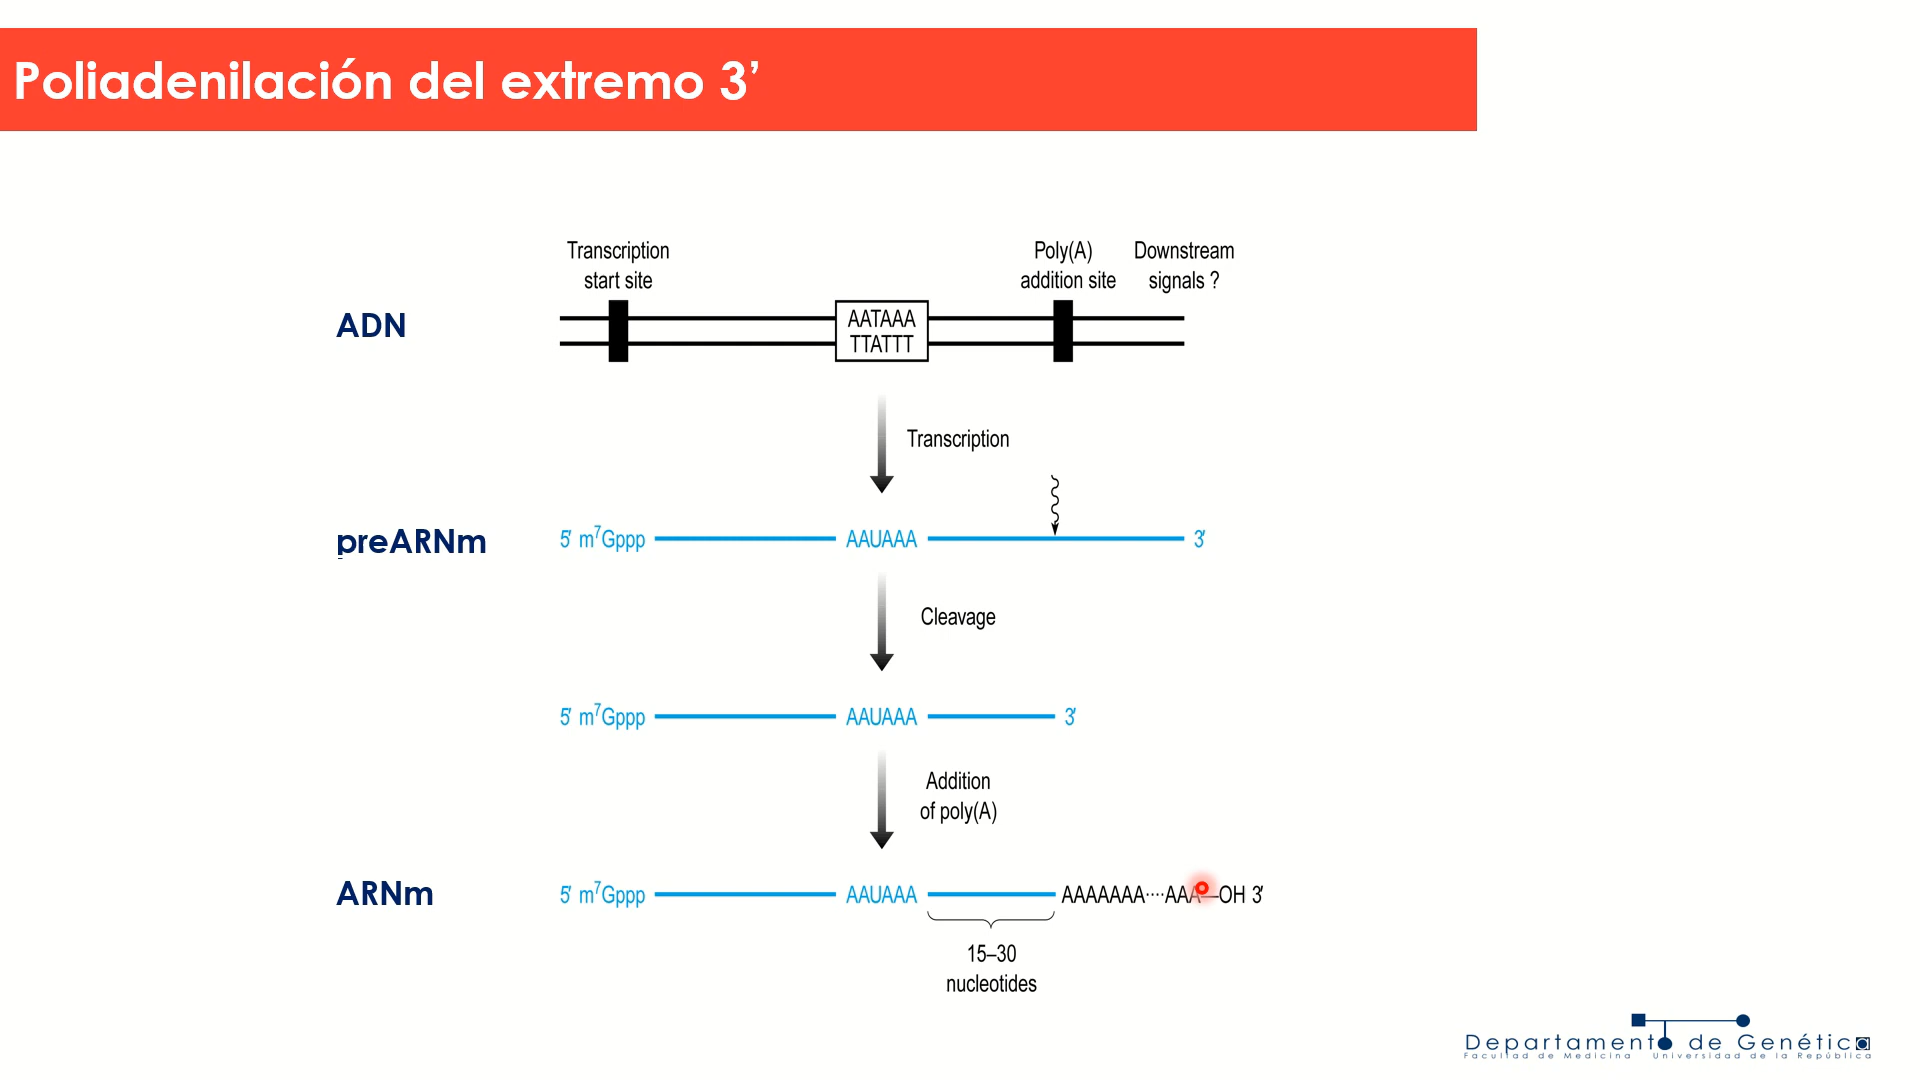 Poliadenilación del extremo 3’
Transcription
start site
Poly(A)
addition site
Downstream
signals ?
ADN
AATAAA
TTATTT
Transcription
preARNm
5′ m⁷Gppp AAUAAA 3′
Cleavage
5′ m⁷Gppp AAUAAA 3′
Addition
of poly(A)
ARNm
5′ m⁷Gppp AAUAAA AAAAAAA····AAA—OH 3′
15–30
nucleotides
Departamento de Genética
Facultad de Medicina Universidad de la República